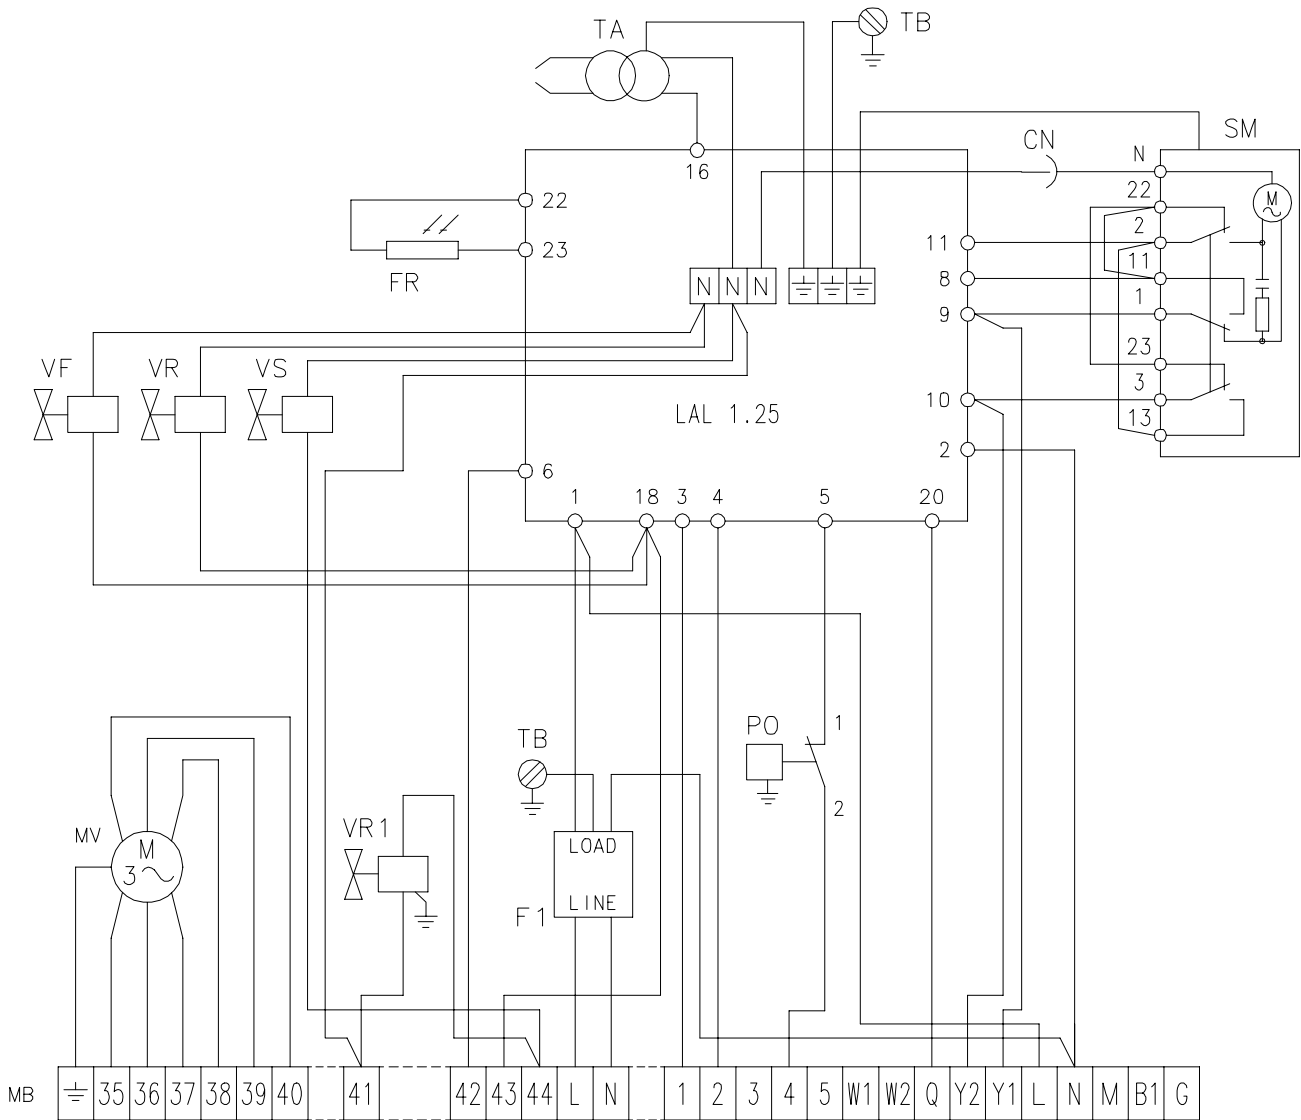 TA
TB
CN
SM
N
16
22
22
2
23
11
11
FR
8
N N N
1
9
23
VF VR VS
3
10
LAL 1.25
13
2
6
1 18 3 4 5 20
PO
1
TB
2
MV
M
3
VR1
LOAD
LINE
F1
M
MB 35 36 37 38 39 40 41 42 43 44 L N 1 2 3 4 5 W1 W2 Q Y2 Y1 L N M B1 G